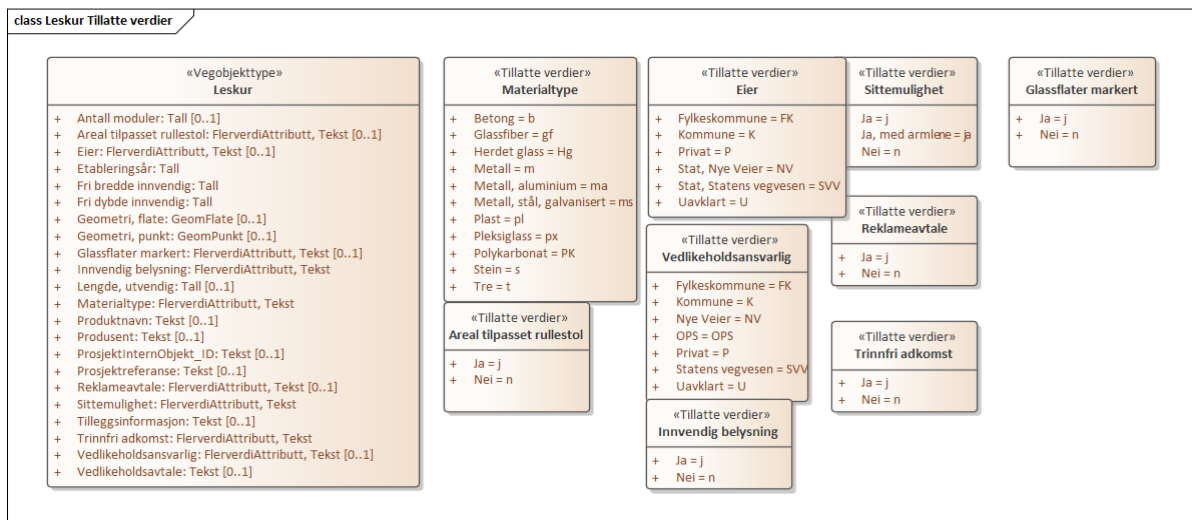 class Leskur Tillatte verdier
«Vegobjekttype»
Leskur
+ Antall moduler: Tall [0..1]
+ Areal tilpasset rullestol: FlerverdiAttributt, Tekst [0..1]
+ Eier: FlerverdiAttributt, Tekst [0..1]
+ Etableringsår: Tall
+ Fri bredde innvendig: Tall
+ Fri dybde innvendig: Tall
+ Geometri, flate: GeomFlate [0..1]
+ Geometri, punkt: GeomPunkt [0..1]
+ Glassflater markert: FlerverdiAttributt, Tekst [0..1]
+ Innvendig belysning: FlerverdiAttributt, Tekst
+ Lengde, utvendig: Tall [0..1]
+ Materialtype: FlerverdiAttributt, Tekst
+ Produktnavn: Tekst [0..1]
+ Produsent: Tekst [0..1]
+ ProsjektInternObjekt_ID: Tekst [0..1]
+ Prosjektreferanse: Tekst [0..1]
+ Reklameavtale: FlerverdiAttributt, Tekst [0..1]
+ Sittemulighet: FlerverdiAttributt, Tekst
+ Tilleggsinformasjon: Tekst [0..1]
+ Trinnfri adkomst: FlerverdiAttributt, Tekst
+ Vedlikeholdsansvarlig: FlerverdiAttributt, Tekst [0..1]
+ Vedlikeholdsavtale: Tekst [0..1]
«Tillatte verdier»
Materialtype
+ Betong = b
+ Glassfiber = gf
+ Herdet glass = Hg
+ Metall = m
+ Metall, aluminium = ma
+ Metall, stål, galvanisert = ms
+ Plast = pl
+ Pleksiglass = px
+ Polykarbonat = PK
+ Stein = s
+ Tre = t
«Tillatte verdier»
Areal tilpasset rullestol
+ Ja = j
+ Nei = n
«Tillatte verdier»
Eier
+ Fylkeskommune = FK
+ Kommune = K
+ Privat = P
+ Stat, Nye Veier = NV
+ Stat, Statens vegvesen = SVV
+ Uavklart = U
«Tillatte verdier»
Vedlikeholdsansvarlig
+ Fylkeskommune = FK
+ Kommune = K
+ Nye Veier = NV
+ OPS = OPS
+ Privat = P
+ Statens vegvesen = SVV
+ Uavklart = U
«Tillatte verdier»
Innvendig belysning
+ Ja = j
+ Nei = n
«Tillatte verdier»
Sittemulighet
Ja = j
Ja, med armlene = ja
Nei = n
«Tillatte verdier»
Reklameavtale
+ Ja = j
+ Nei = n
«Tillatte verdier»
Trinnfri adkomst
+ Ja = j
+ Nei = n
«Tillatte verdier»
Glassflater markert
+ Ja = j
+ Nei = n